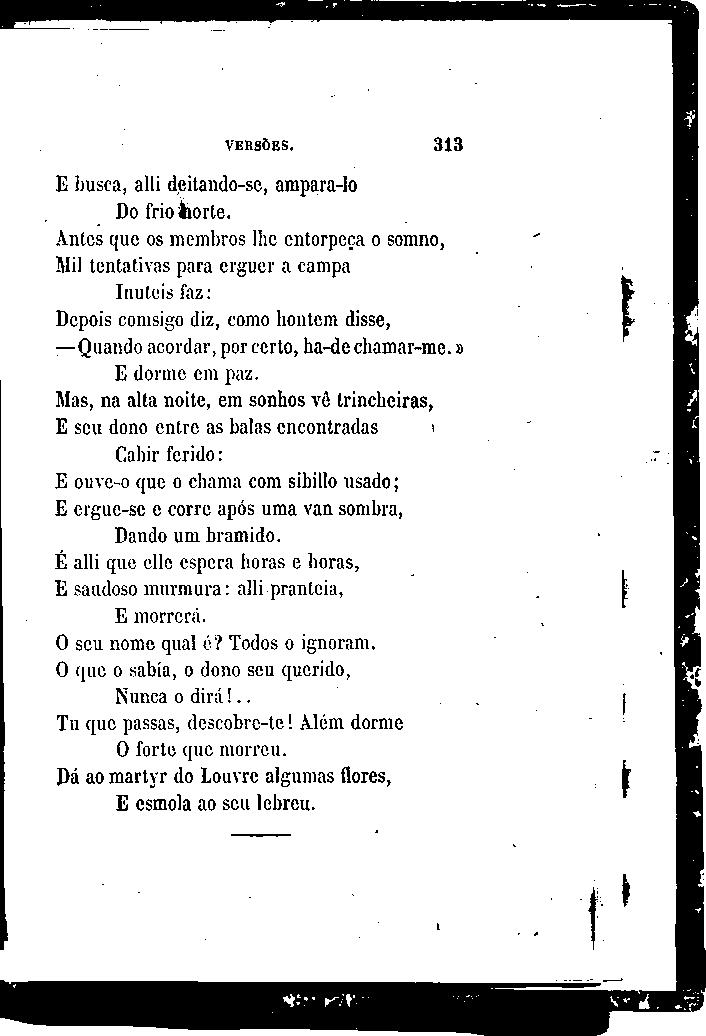 VERSÕES. 313
E busca, alli deitando-se, ampara-lo
Do frio norte.
Antes que os membros lhe entorpeça o somno,
Mil tentativas para erguer a campa
Inuteis faz:
Depois comsigo diz, como hontem disse,
—Quando acordar, por certo, ha-de chamar-me.»
E dorme em paz.
Mas, na alta noite, em sonhos vê trincheiras,
E seu dono entre as balas encontradas
Cahir ferido:
E ouve-o que o chama com sibillo usado;
E ergue-se e corre após uma van sombra,
Dando um bramido.
É alli que elle espera horas e horas,
E saudoso murmura: alli pranteia,
E morrerá.
O seu nome qual é? Todos o ignoram.
O que o sabía, o dono seu querido,
Nunca o dirá!..
Tu que passas, descobre-te! Além dorme
O forte que morreu.
Dá ao martyr do Louvre algumas flores,
E esmola ao seu lebreu.